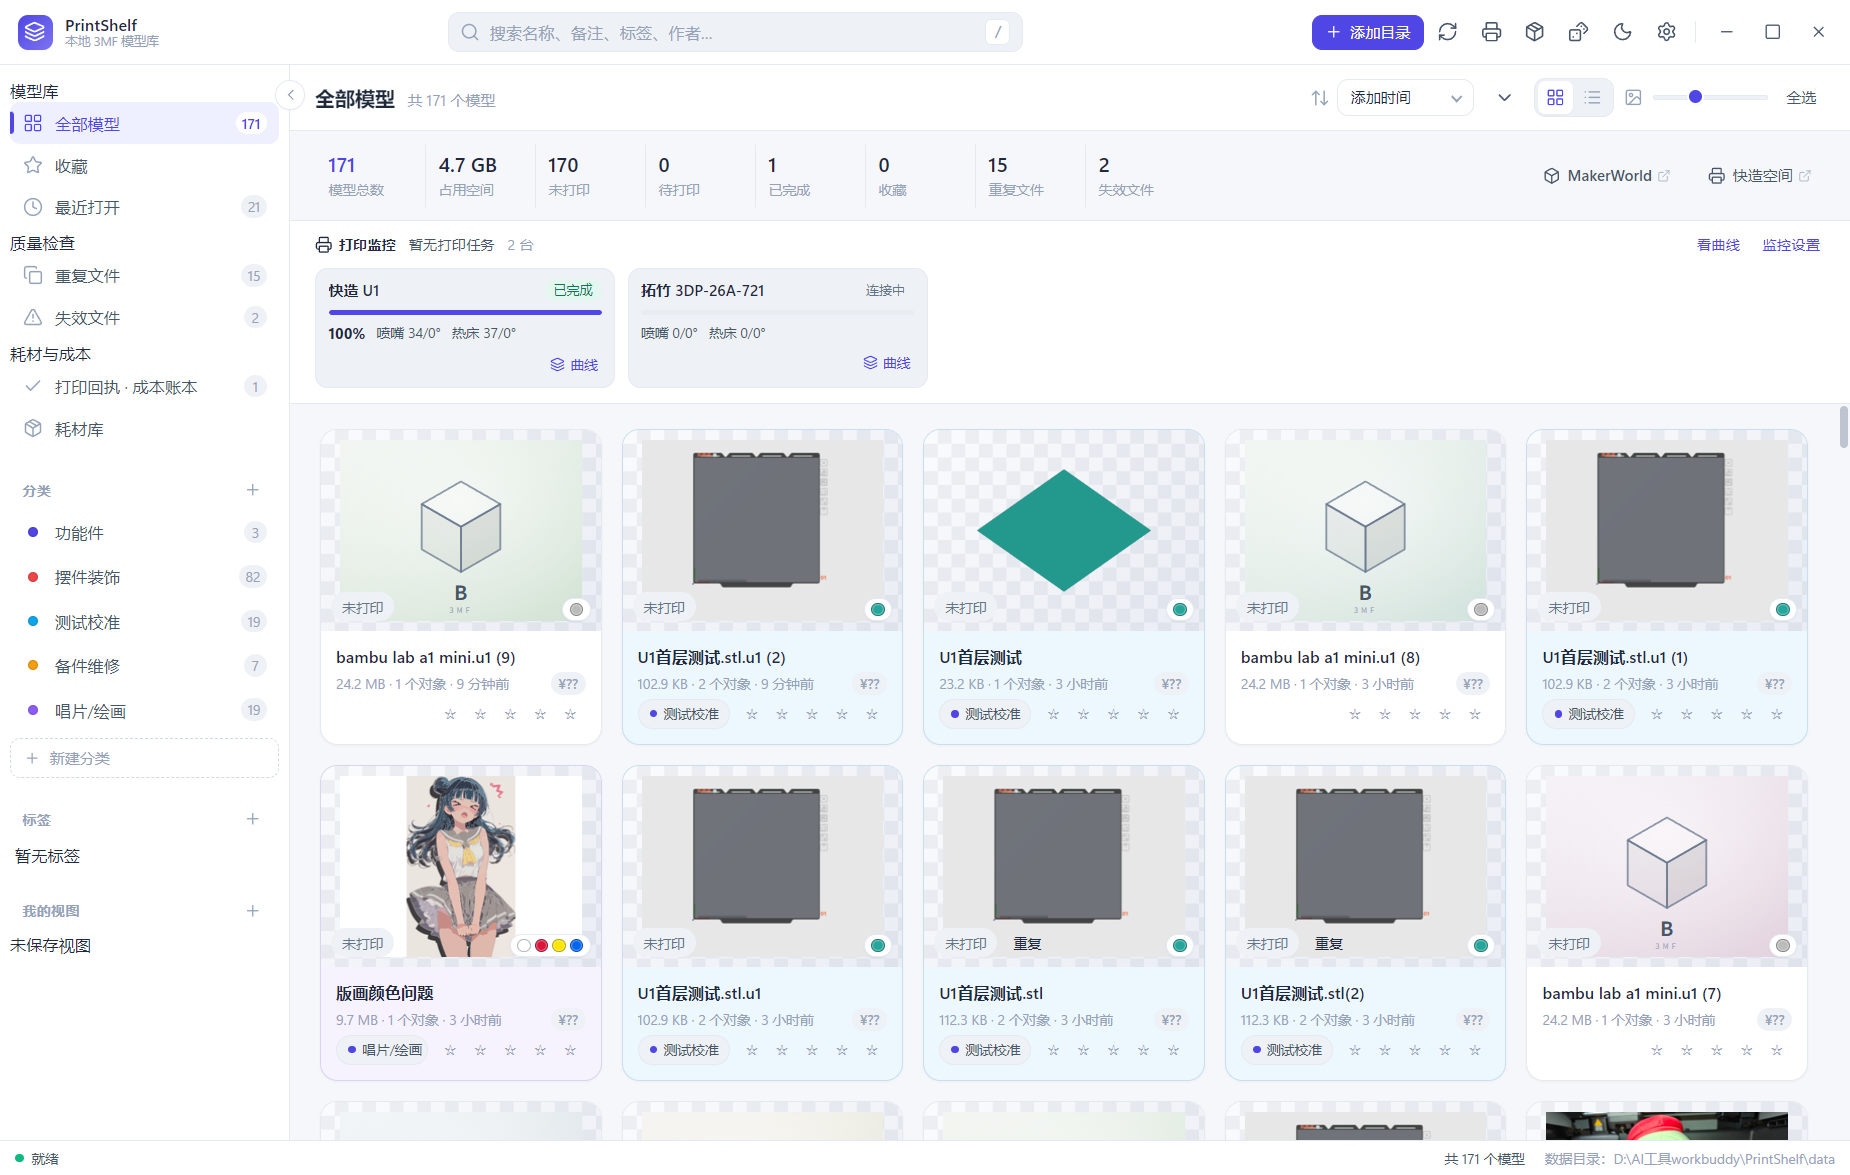 PrintShelf
本地 3MF 模型库
搜索名称、备注、标签、作者...
/
添加目录
模型库
全部模型 171
收藏
最近打开 21
质量检查
重复文件 15
失效文件 2
耗材与成本
打印回执 · 成本账本 1
耗材库
分类
功能件 3
摆件装饰 82
测试校准 19
备件维修 7
唱片/绘画 19
新建分类
标签
暂无标签
我的视图
未保存视图
全部模型 共 171 个模型
添加时间
全选
171 4.7 GB 170 0 1 0 15 2
模型总数 占用空间 未打印 待打印 已完成 收藏 重复文件 失效文件
MakerWorld 快造空间
打印监控 暂无打印任务 2 台
看曲线 监控设置
快造 U1 已完成
100% 喷嘴 34/0° 热床 37/0°
曲线
拓竹 3DP-26A-721 连接中
喷嘴 0/0° 热床 0/0°
曲线
B
3MF
未打印
bambu lab a1 mini.u1 (9)
24.2 MB · 1 个对象 · 9 分钟前 ¥??
未打印
U1首层测试.stl.u1 (2)
102.9 KB · 2 个对象 · 9 分钟前 ¥??
测试校准
未打印
U1首层测试
23.2 KB · 1 个对象 · 3 小时前 ¥??
测试校准
B
3MF
未打印
bambu lab a1 mini.u1 (8)
24.2 MB · 1 个对象 · 3 小时前 ¥??
未打印
U1首层测试.stl.u1 (1)
102.9 KB · 2 个对象 · 3 小时前 ¥??
测试校准
未打印
版画颜色问题
9.7 MB · 1 个对象 · 3 小时前 ¥??
唱片/绘画
未打印
U1首层测试.stl.u1
102.9 KB · 2 个对象 · 3 小时前 ¥??
测试校准
未打印 重复
U1首层测试.stl
112.3 KB · 2 个对象 · 3 小时前 ¥??
测试校准
未打印 重复
U1首层测试.stl(2)
112.3 KB · 2 个对象 · 3 小时前 ¥??
测试校准
B
3MF
未打印
bambu lab a1 mini.u1 (7)
24.2 MB · 1 个对象 · 3 小时前 ¥??
就绪
共 171 个模型 数据目录：D:\AI工具workbuddy\PrintShelf\data